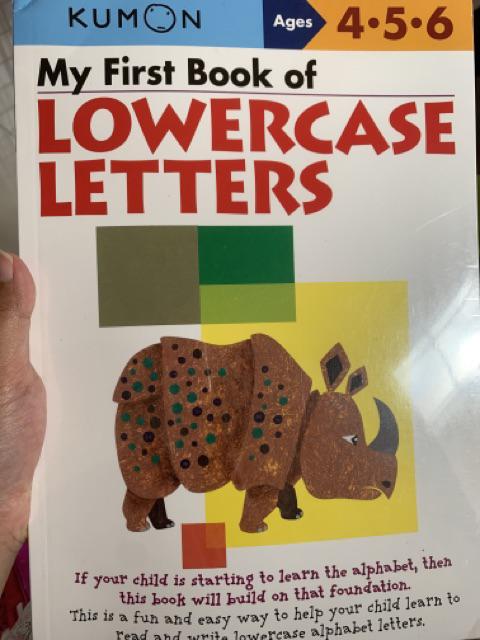 KUMON
Ages 4•5•6
My First Book of
LOWERCASE
LETTERS
If your child is starting to learn the alphabet, then
this book will build on that foundation.
This is a fun and easy way to help your child learn to
read and write lowercase alphabet letters.